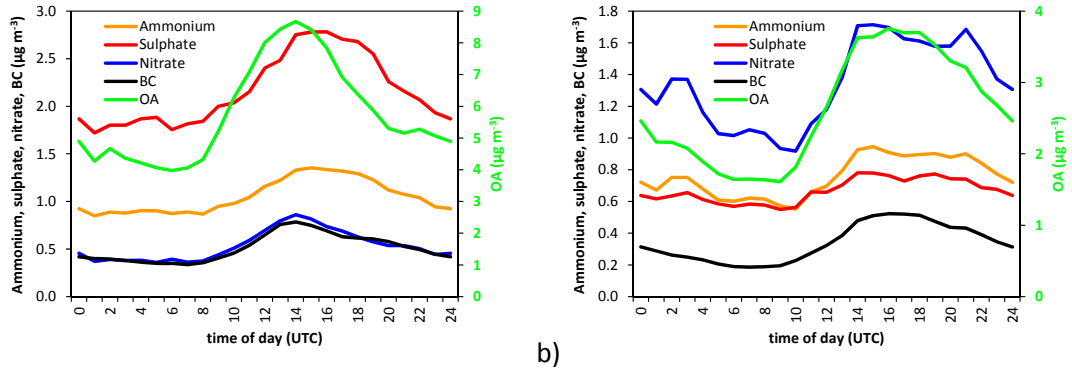 Ammonium, sulphate, nitrate, BC (µg m⁻³)
3.0
2.5
2.0
1.5
1.0
0.5
0.0
Ammonium
Sulphate
Nitrate
BC
OA
9
8
7
6
5
4
3
2
1
0
OA (µg m⁻³)
0 2 4 6 8 10 12 14 16 18 20 22 24
time of day (UTC)
b)
Ammonium, sulphate, nitrate, BC (µg m⁻³)
1.8
1.6
1.4
1.2
1.0
0.8
0.6
0.4
0.2
0.0
Ammonium
Sulphate
Nitrate
BC
OA
4
3
2
1
0
OA (µg m⁻³)
0 2 4 6 8 10 12 14 16 18 20 22 24
time of day (UTC)